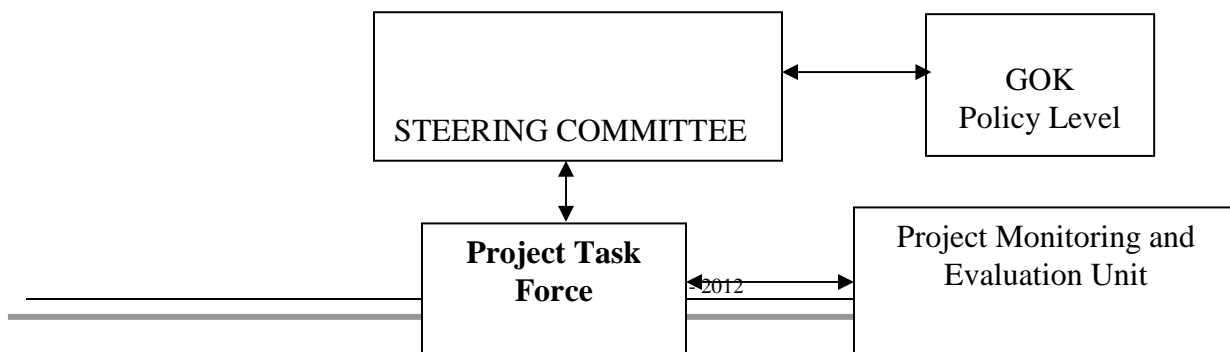 GOK
Policy Level
STEERING COMMITTEE
Project Task
Force
Project Monitoring and
Evaluation Unit
- 2012